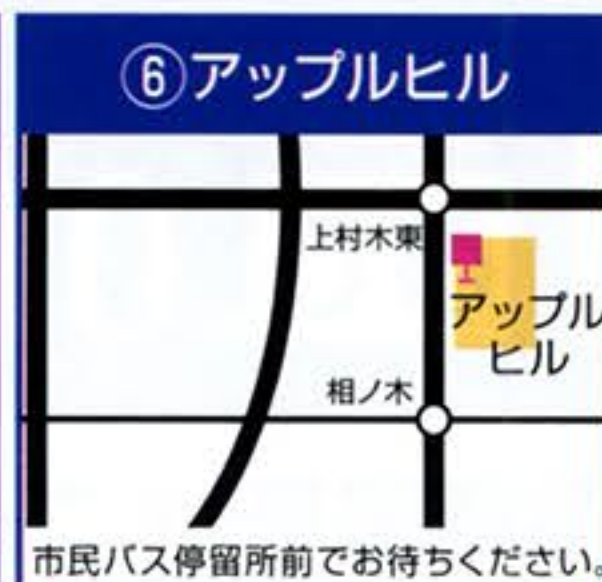 ⑥アップルヒル
上村木東
アップル
ヒル
相ノ木
市民バス停留所前でお待ちください。